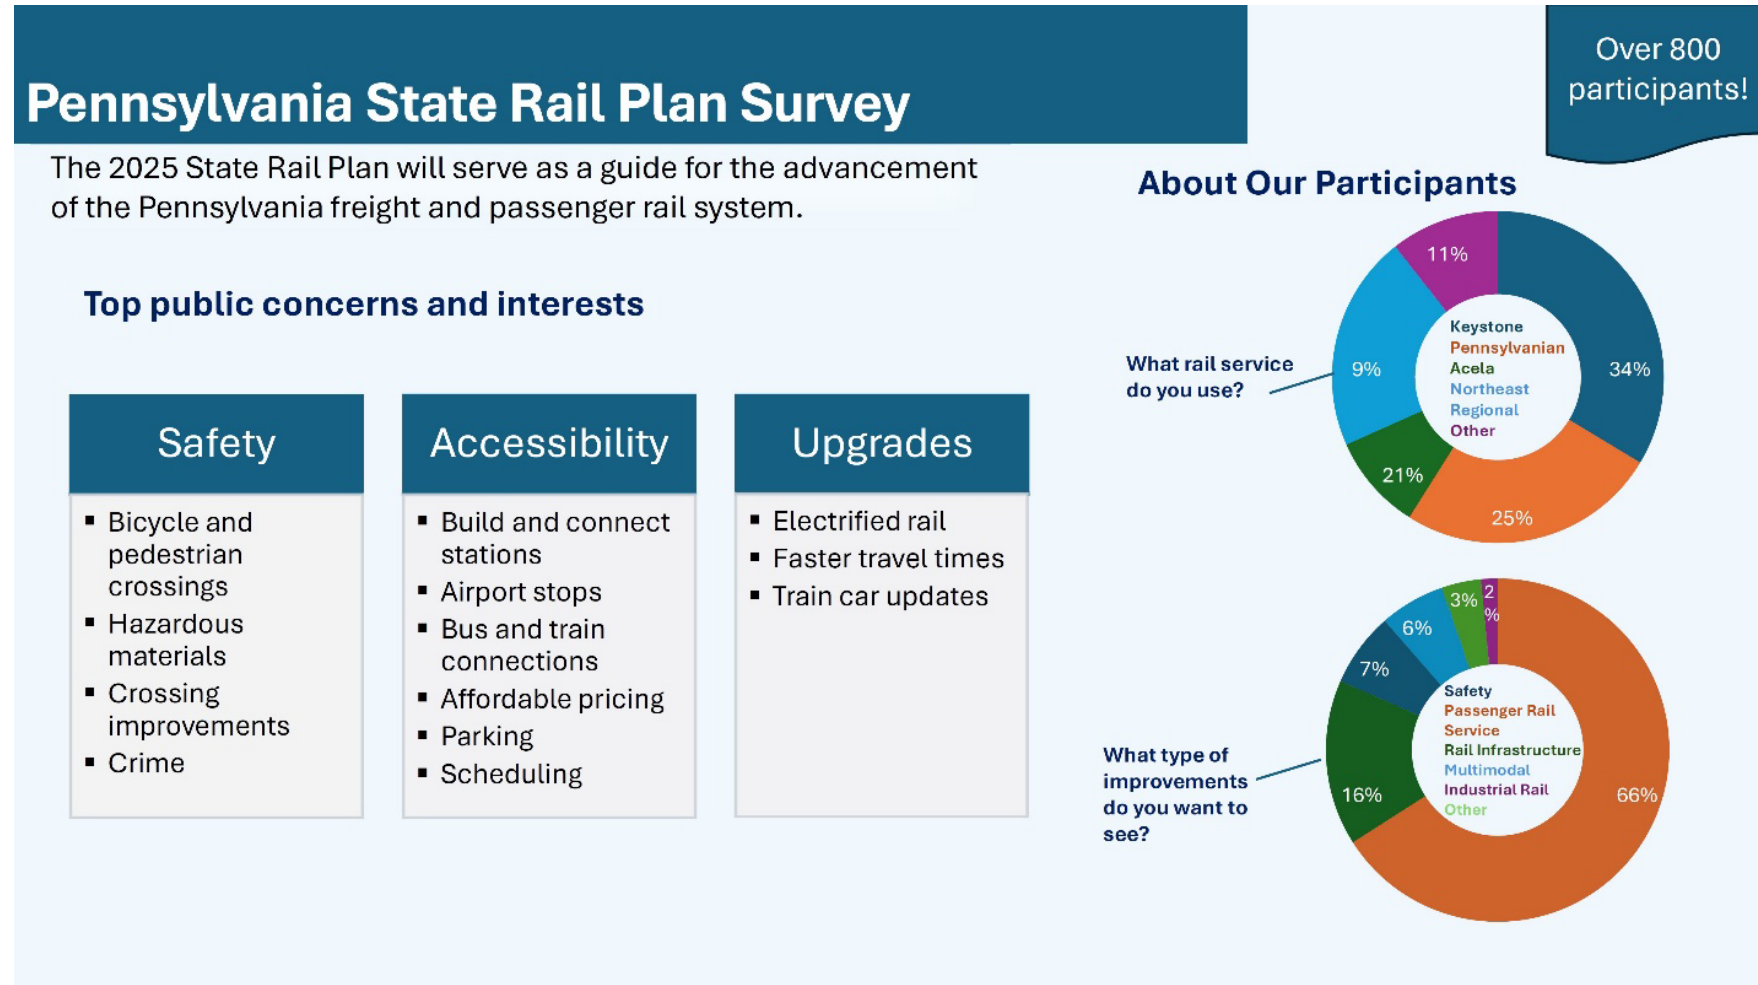 Over 800
participants!
Pennsylvania State Rail Plan Survey
The 2025 State Rail Plan will serve as a guide for the advancement
of the Pennsylvania freight and passenger rail system.
Top public concerns and interests
Safety
▪ Bicycle and
pedestrian
crossings
▪ Hazardous
materials
▪ Crossing
improvements
▪ Crime
Accessibility
▪ Build and connect
stations
▪ Airport stops
▪ Bus and train
connections
▪ Affordable pricing
▪ Parking
▪ Scheduling
Upgrades
▪ Electrified rail
▪ Faster travel times
▪ Train car updates
About Our Participants
What rail service
do you use?
11%
34%
9%
21%
25%
Keystone
Pennsylvanian
Acela
Northeast
Regional
Other
What type of
improvements
do you want to
see?
2
%
3%
6%
7%
16%
66%
Safety
Passenger Rail
Service
Rail Infrastructure
Multimodal
Industrial Rail
Other